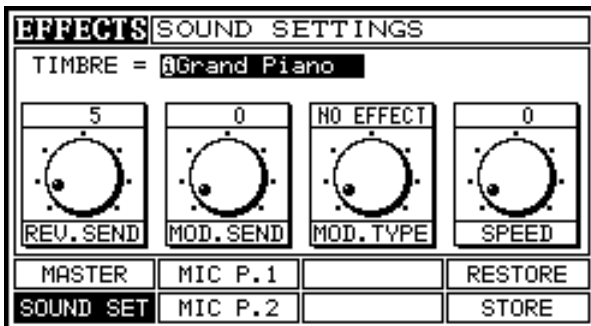 EFFECTS SOUND SETTINGS
TIMBRE = Grand Piano
5 0 NO EFFECT 0
REV.SEND MOD.SEND MOD.TYPE SPEED
MASTER MIC P.1 RESTORE
SOUND SET MIC P.2 STORE